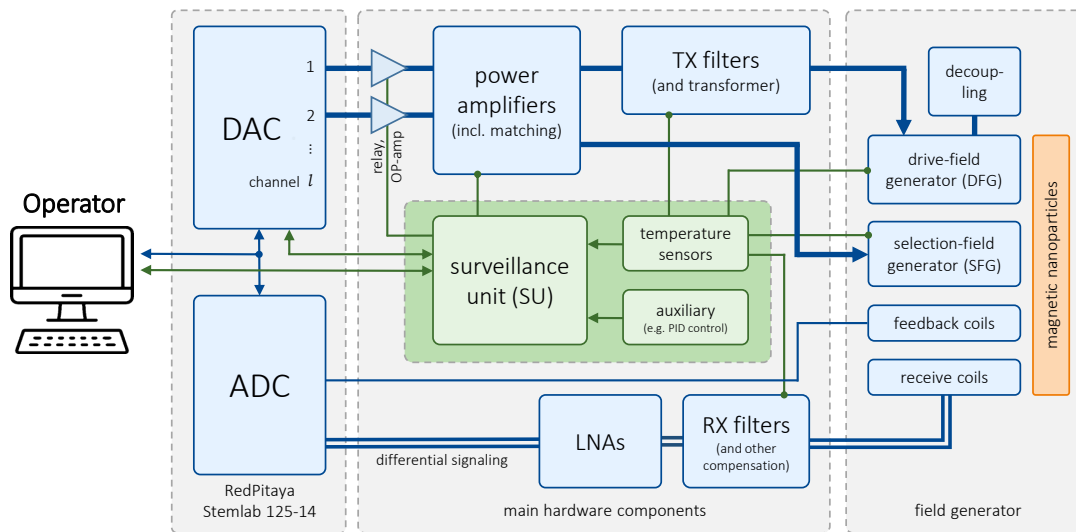 Operator
DAC
1
2
...
channel l
ADC
RedPitaya
Stemlab 125-14
relay,
OP-amp
power
amplifiers
(incl. matching)
TX filters
(and transformer)
surveillance
unit (SU)
temperature
sensors
auxiliary
(e.g. PID control)
LNAs
RX filters
(and other
compensation)
differential signaling
main hardware components
decoup-
ling
drive-field
generator (DFG)
selection-field
generator (SFG)
feedback coils
receive coils
magnetic nanoparticles
field generator